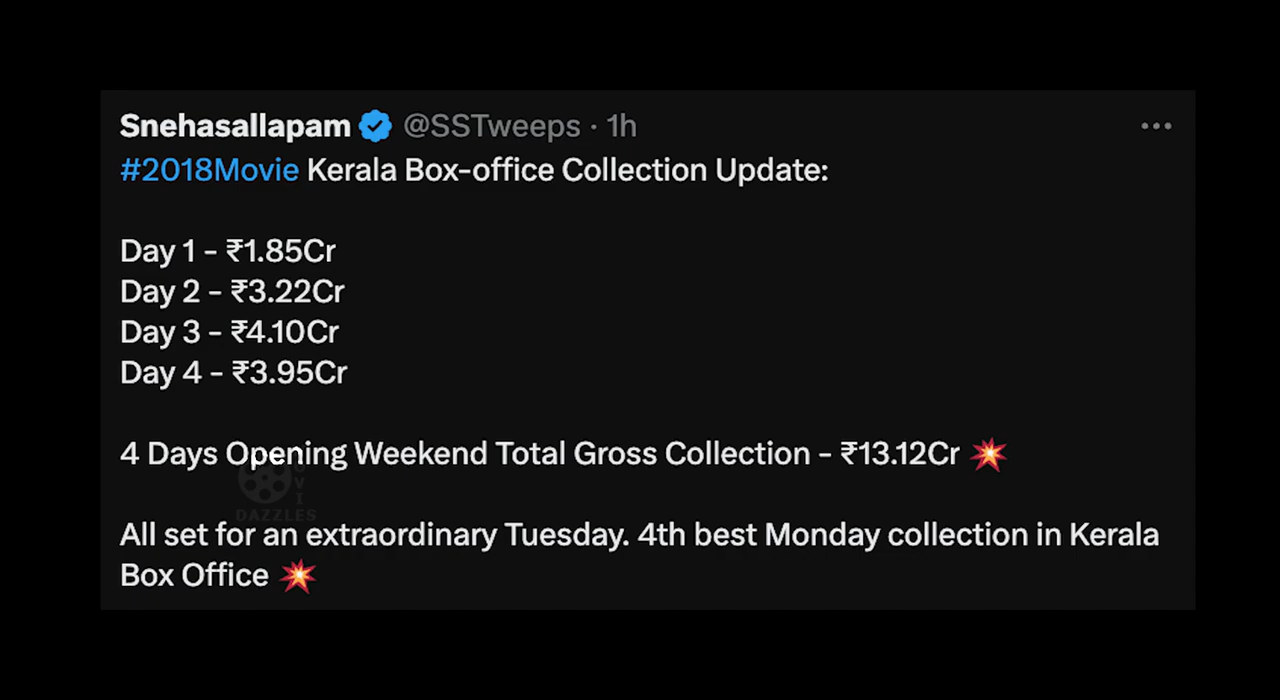 Snehasallapam @SSTweeps · 1h
#2018Movie Kerala Box-office Collection Update:
Day 1 - ₹1.85Cr
Day 2 - ₹3.22Cr
Day 3 - ₹4.10Cr
Day 4 - ₹3.95Cr
4 Days Opening Weekend Total Gross Collection - ₹13.12Cr 💥
DAZZLES
All set for an extraordinary Tuesday. 4th best Monday collection in Kerala
Box Office 💥